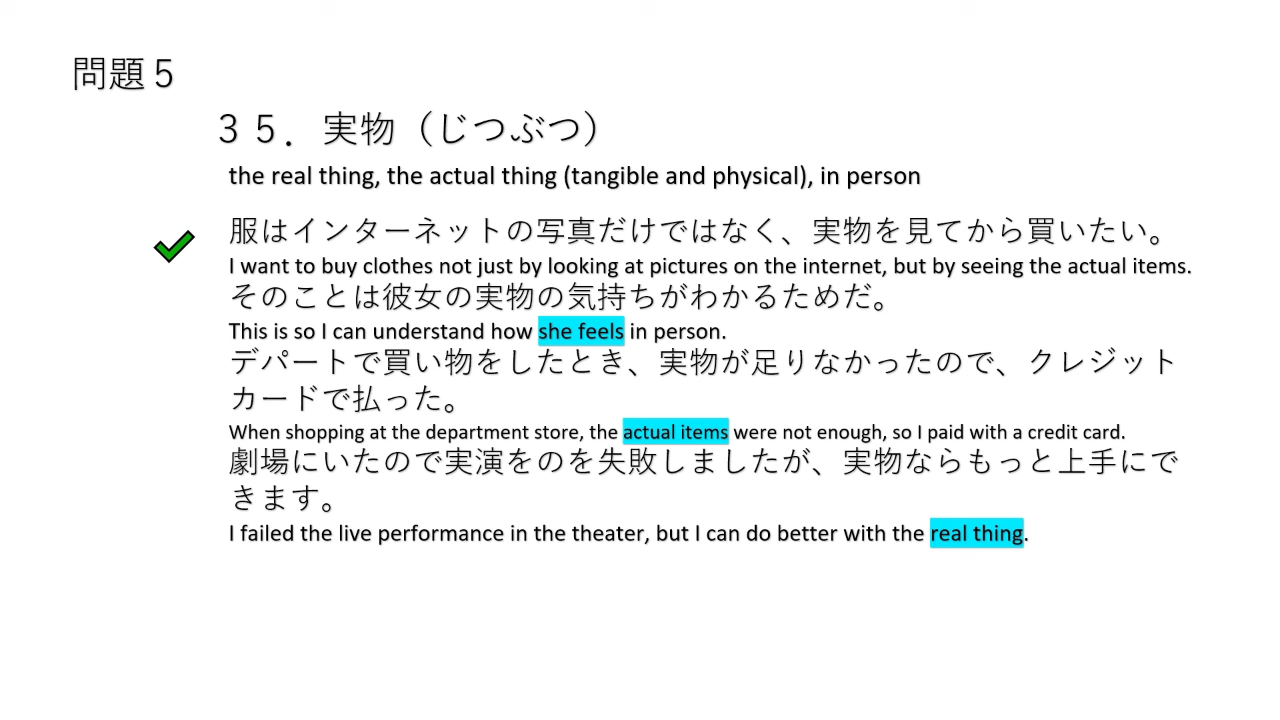 問題５
３５．実物（じつぶつ）
the real thing, the actual thing (tangible and physical), in person
服はインターネットの写真だけではなく、実物を見てから買いたい。
I want to buy clothes not just by looking at pictures on the internet, but by seeing the actual items.
そのことは彼女の実物の気持ちがわかるためだ。
This is so I can understand how she feels in person.
デパートで買い物をしたとき、実物が足りなかったので、クレジット
カードで払った。
When shopping at the department store, the actual items were not enough, so I paid with a credit card.
劇場にいたので実演をのを失敗しましたが、実物ならもっと上手にで
きます。
I failed the live performance in the theater, but I can do better with the real thing.